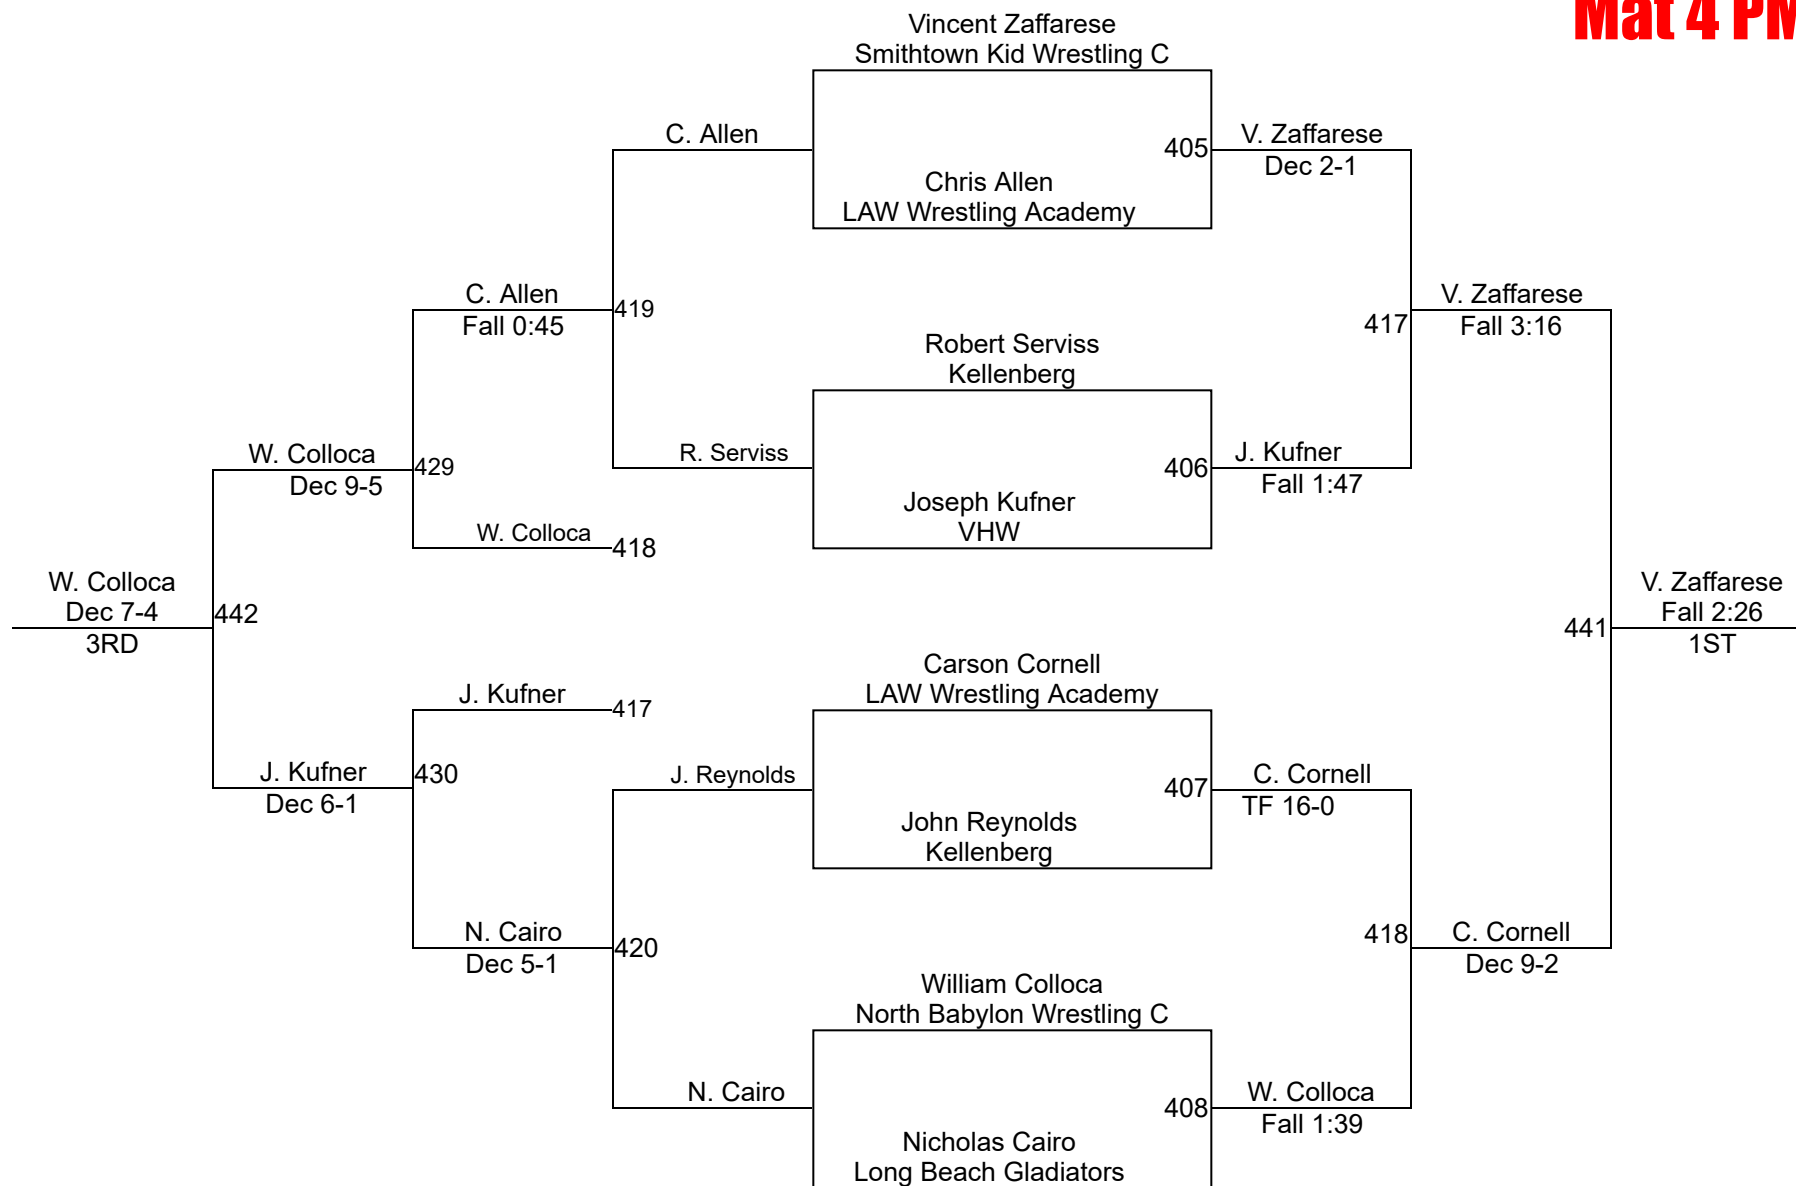 Mat 4 PM
Vincent Zaffarese
Smithtown Kid Wrestling C
C. Allen
405
V. Zaffarese
Dec 2-1
Chris Allen
LAW Wrestling Academy
C. Allen
Fall 0:45
419
417
V. Zaffarese
Fall 3:16
Robert Serviss
Kellenberg
W. Colloca
Dec 9-5
429
R. Serviss
406
J. Kufner
Fall 1:47
Joseph Kufner
VHW
W. Colloca
418
W. Colloca
Dec 7-4
3RD
442
441
V. Zaffarese
Fall 2:26
1ST
Carson Cornell
LAW Wrestling Academy
J. Kufner
417
J. Kufner
Dec 6-1
430
J. Reynolds
407
C. Cornell
TF 16-0
John Reynolds
Kellenberg
N. Cairo
Dec 5-1
420
418
C. Cornell
Dec 9-2
William Colloca
North Babylon Wrestling C
N. Cairo
408
W. Colloca
Fall 1:39
Nicholas Cairo
Long Beach Gladiators